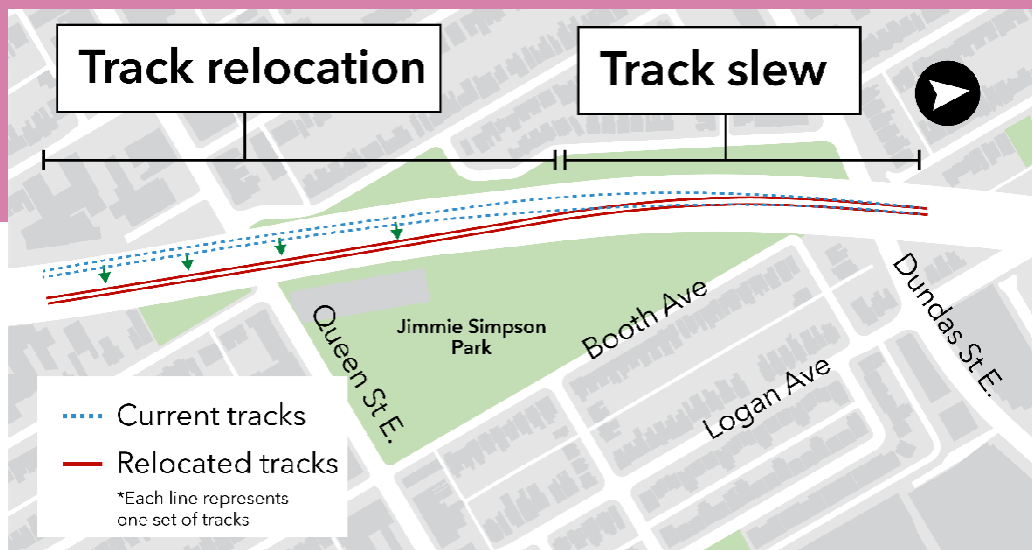 Track relocation
Track slew
Queen St E.
Jimmie Simpson
Park
Booth Ave
Logan Ave
Dundas St E.
Current tracks
Relocated tracks
*Each line represents
one set of tracks